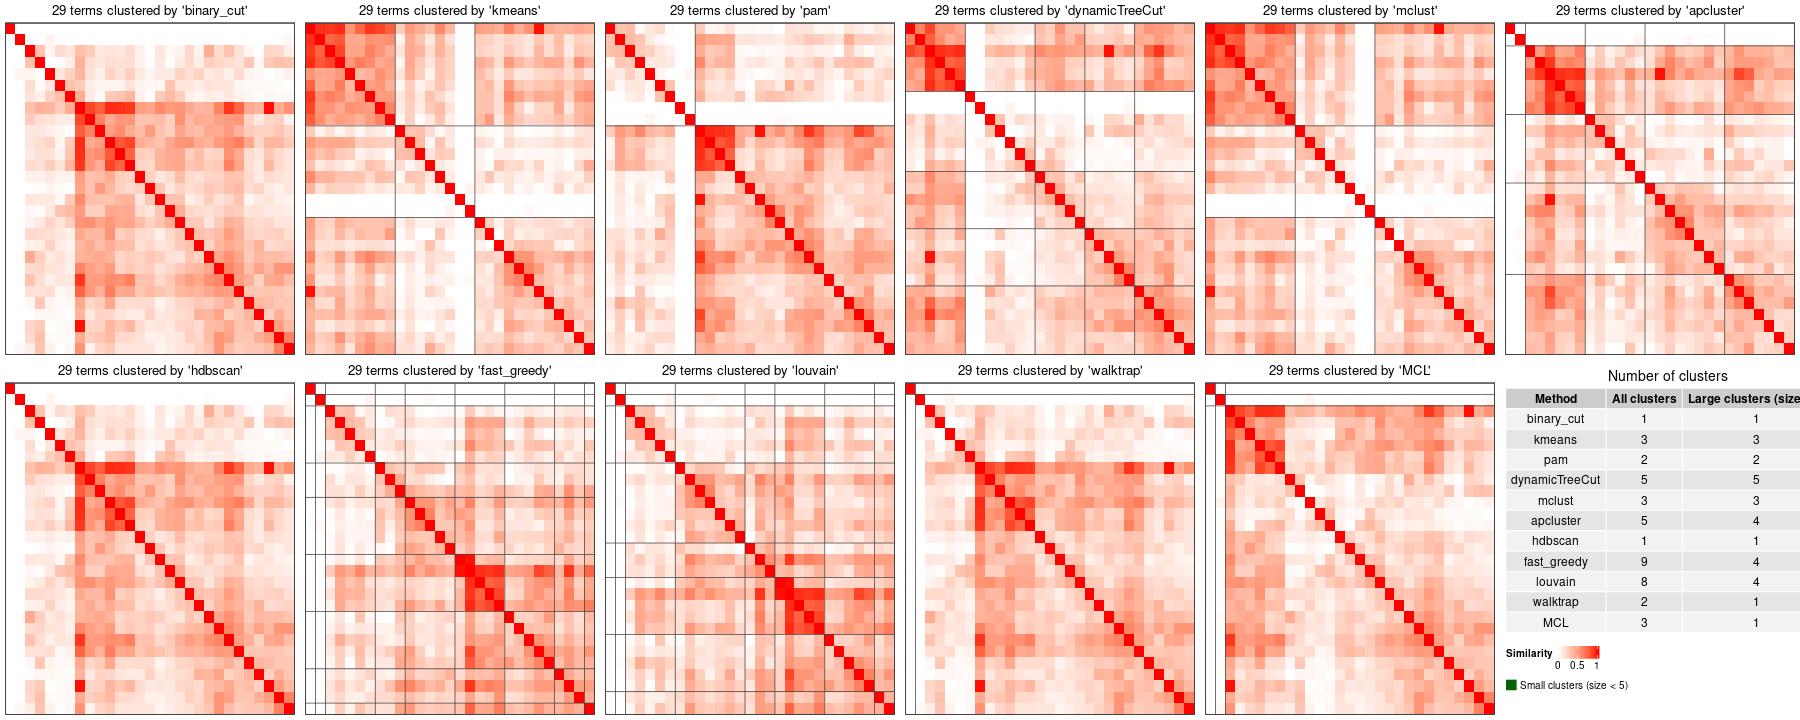 29 terms clustered by 'binary_cut'
29 terms clustered by 'kmeans'
29 terms clustered by 'pam'
29 terms clustered by 'dynamicTreeCut'
29 terms clustered by 'mclust'
29 terms clustered by 'apcluster'
29 terms clustered by 'hdbscan'
29 terms clustered by 'fast_greedy'
29 terms clustered by 'louvain'
29 terms clustered by 'walktrap'
29 terms clustered by 'MCL'
Number of clusters
Method All clusters Large clusters (size
binary_cut 1 1
kmeans 3 3
pam 2 2
dynamicTreeCut 5 5
mclust 3 3
apcluster 5 4
hdbscan 1 1
fast_greedy 9 4
louvain 8 4
walktrap 2 1
MCL 3 1
Similarity
0 0.5 1
Small clusters (size < 5)